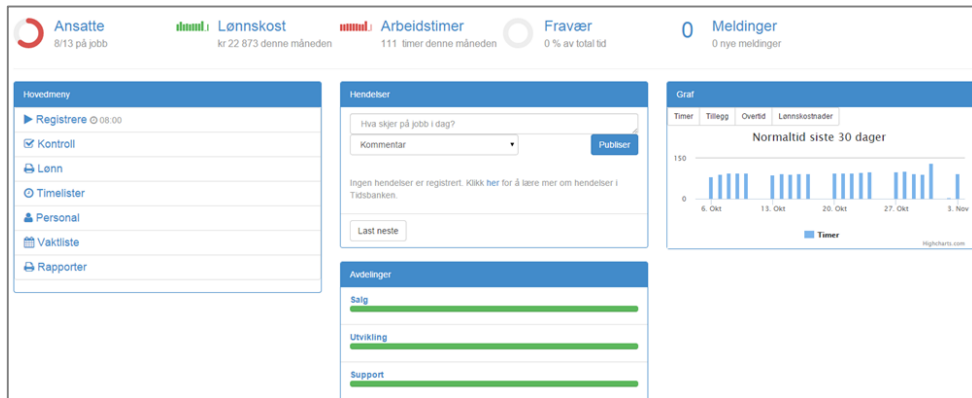 Ansatte
8/13 på jobb
Lønnskost
kr 22 873 denne måneden
Arbeidstimer
111 timer denne måneden
Fravær
0 % av total tid
0
Meldinger
0 nye meldinger
Hovedmeny
Registrere 08:00
Kontroll
Lønn
Timelister
Personal
Vaktliste
Rapporter
Hendelser
Hva skjer på jobb i dag?
Kommentar
Publiser
Ingen hendelser er registrert. Klikk her for å lære mer om hendelser i
Tidsbanken.
Last neste
Avdelinger
Salg
Utvikling
Support
Graf
Timer Tillegg Overtid Lønnskostnader
Normaltid siste 30 dager
150
0
6. Okt 13. Okt 20. Okt 27. Okt 3. Nov
Timer
Highcharts.com